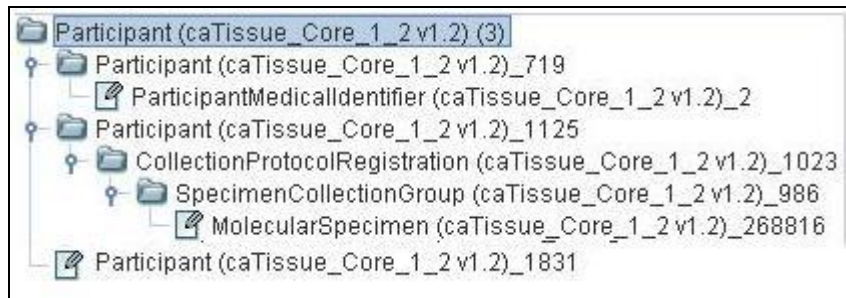 Participant (caTissue_Core_1_2 v1.2) (3)
Participant (caTissue_Core_1_2 v1.2)_719
ParticipantMedicalIdentifier (caTissue_Core_1_2 v1.2)_2
Participant (caTissue_Core_1_2 v1.2)_1125
CollectionProtocolRegistration (caTissue_Core_1_2 v1.2)_1023
SpecimenCollectionGroup (caTissue_Core_1_2 v1.2)_986
MolecularSpecimen (caTissue_Core_1_2 v1.2)_268816
Participant (caTissue_Core_1_2 v1.2)_1831